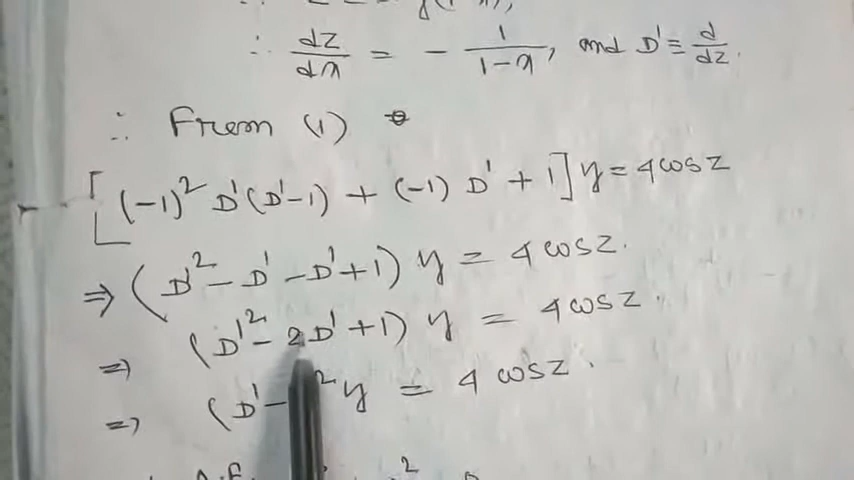 ∴ dz/dx = - 1/(1-x), and D' ≡ d/dz.
∴ From (1)
[(-1)² D'(D'-1) + (-1) D' + 1] y = 4 cos z
⇒ (D'² - D' - D' + 1) y = 4 cos z.
⇒ (D'² - 2D' + 1) y = 4 cos z.
⇒ (D' - ² y = 4 cos z.